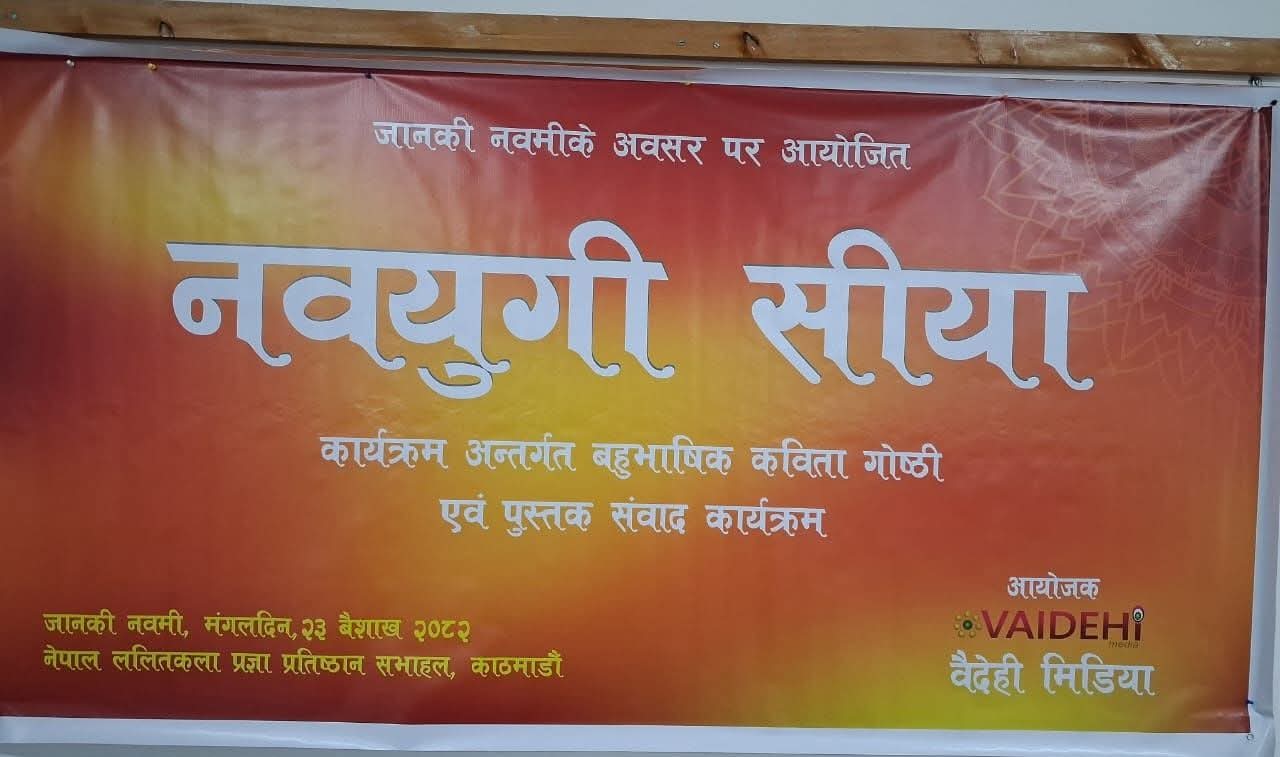 जानकी नवमीके अवसर पर आयोजित
नवयुगी सीया
कार्यक्रम अन्तर्गत बहुभाषिक कविता गोष्ठी
एवं पुस्तक संवाद कार्यक्रम
जानकी नवमी, मंगलदिन,२३ बैशाख २०८२
नेपाल ललितकला प्रज्ञा प्रतिष्ठान सभाहल, काठमाडौं
आयोजक
VAIDEHi
media
वैदेही मिडिया